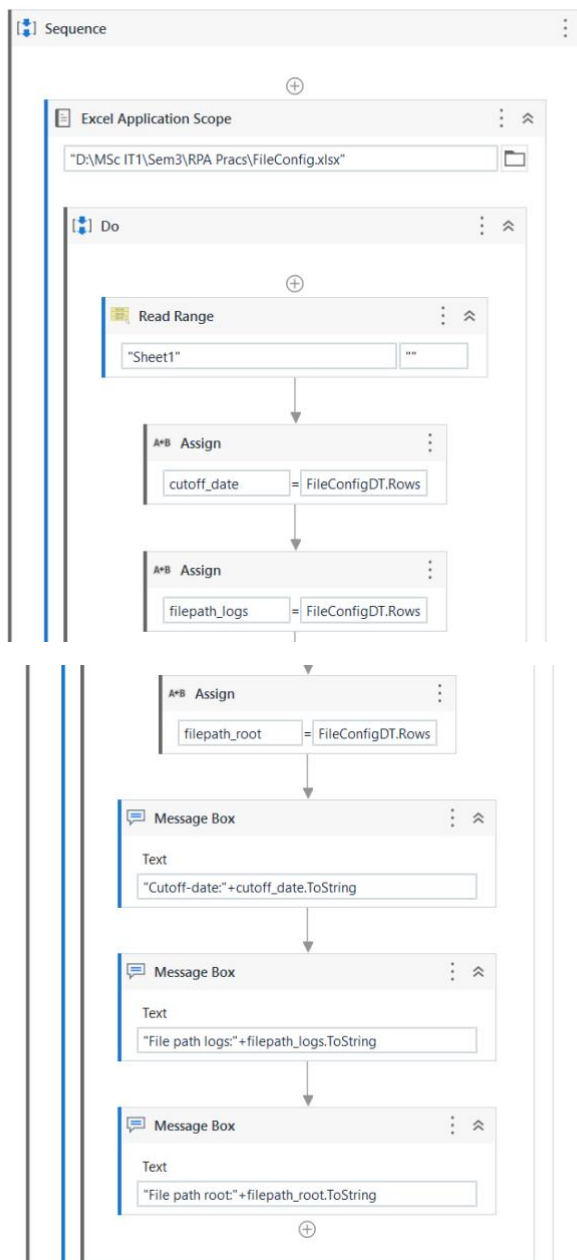 Sequence
Excel Application Scope
"D:\MSc IT1\Sem3\RPA Pracs\FileConfig.xlsx"
Do
Read Range
"Sheet1" ""
A+B Assign
cutoff_date = FileConfigDT.Rows
A+B Assign
filepath_logs = FileConfigDT.Rows
A+B Assign
filepath_root = FileConfigDT.Rows
Message Box
Text
"Cutoff-date:"+cutoff_date.ToString
Message Box
Text
"File path logs:"+filepath_logs.ToString
Message Box
Text
"File path root:"+filepath_root.ToString